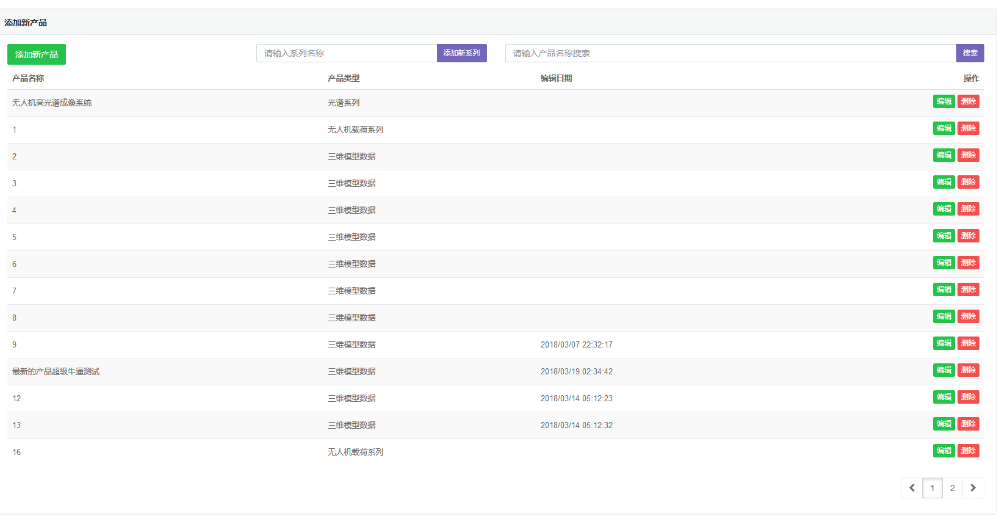 添加新产品
添加新产品 请输入系列名称 添加新系列 请输入产品名称搜索 搜索
产品名称 产品类型 编辑日期 操作
无人机高光谱成像系统 光谱系列 编辑 删除
1 无人机载荷系列 编辑 删除
2 三维模型数据 编辑 删除
3 三维模型数据 编辑 删除
4 三维模型数据 编辑 删除
5 三维模型数据 编辑 删除
6 三维模型数据 编辑 删除
7 三维模型数据 编辑 删除
8 三维模型数据 编辑 删除
9 三维模型数据 2018/03/07 22:32:17 编辑 删除
最新的产品超级牛逼测试 三维模型数据 2018/03/19 02:34:42 编辑 删除
12 三维模型数据 2018/03/14 05:12:23 编辑 删除
13 三维模型数据 2018/03/14 05:12:32 编辑 删除
16 无人机载荷系列 编辑 删除
1 2